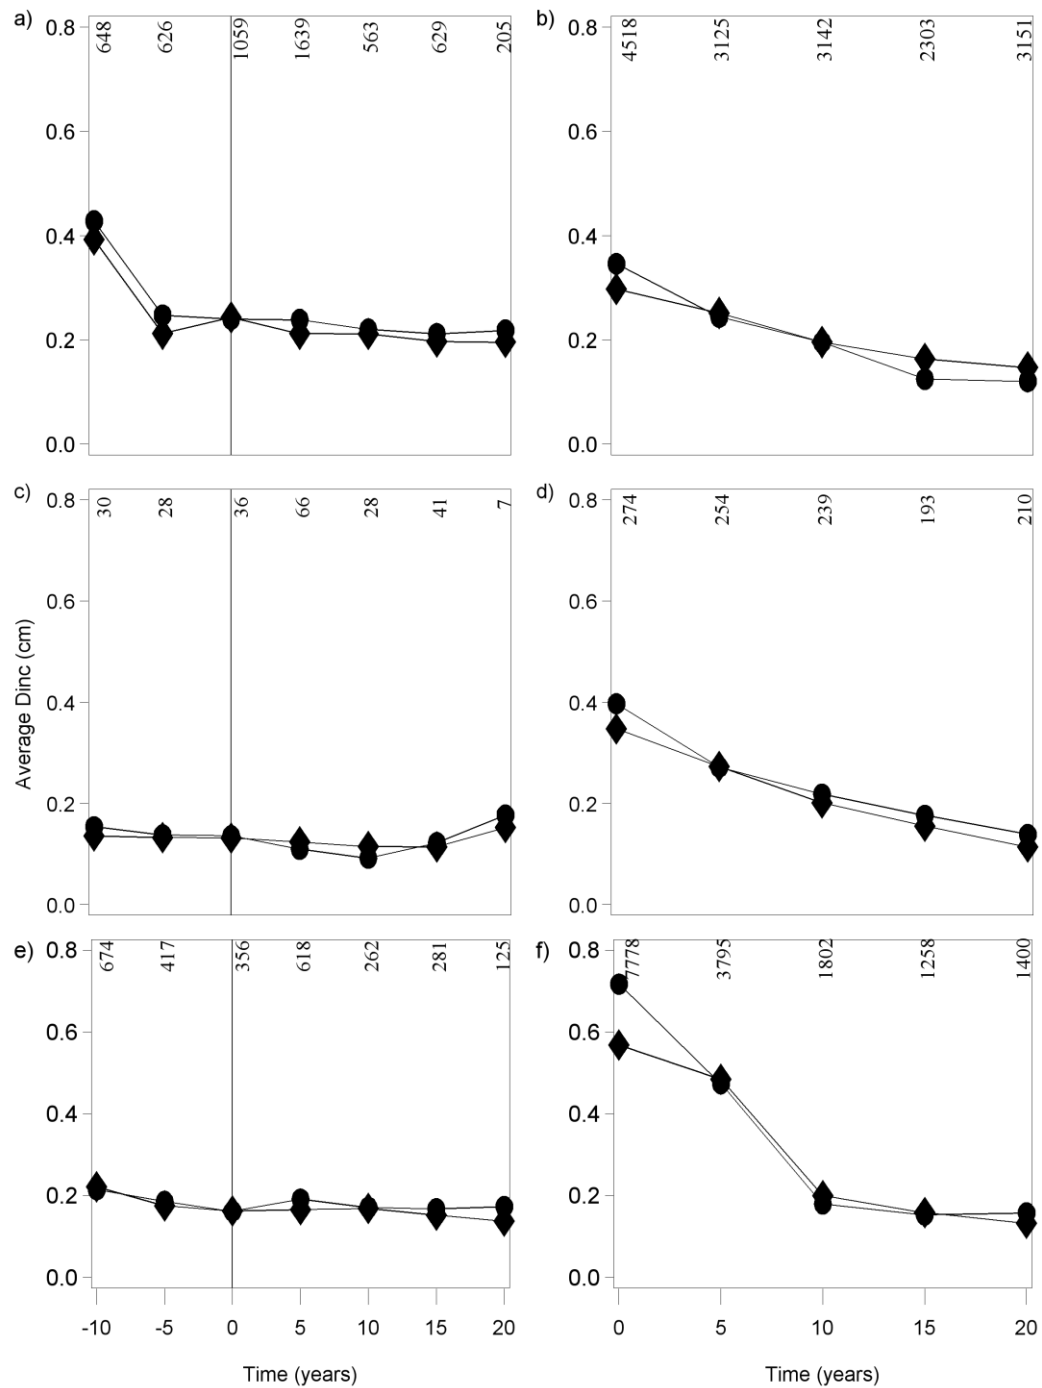 a)
0.8
0.6
0.4
0.2
0.0
648 626 1059 1639 563 629 205
b)
0.8
0.6
0.4
0.2
0.0
4518 3125 3142 2303 3151
c)
0.8
0.6
0.4
0.2
0.0
30 28 36 66 28 41 7
d)
0.8
0.6
0.4
0.2
0.0
274 254 239 193 210
Average Dinc (cm)
e)
0.8
0.6
0.4
0.2
0.0
674 417 356 618 262 281 125
-10 -5 0 5 10 15 20
Time (years)
f)
0.8
0.6
0.4
0.2
0.0
7778 3795 1802 1258 1400
0 5 10 15 20
Time (years)